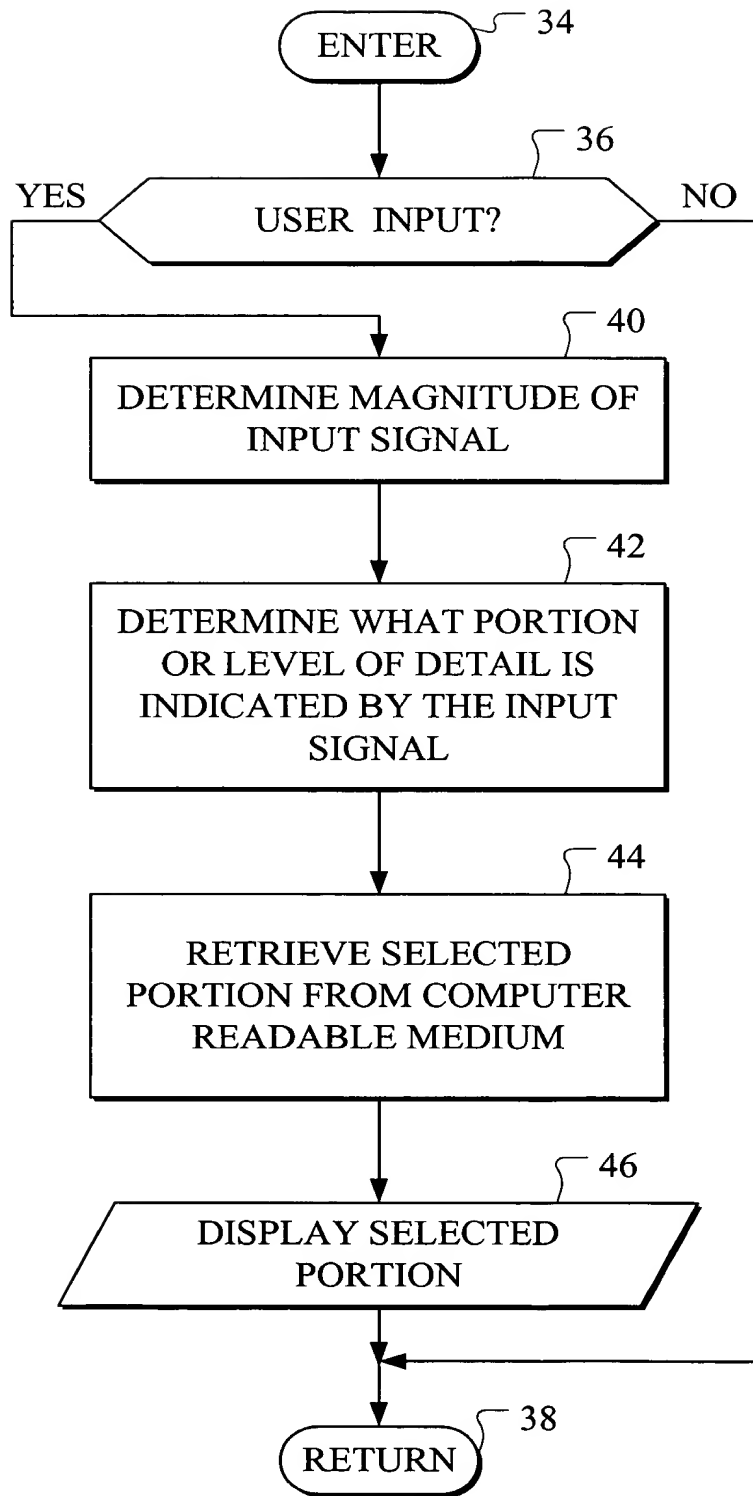 ENTER
34
36
YES
USER INPUT?
NO
40
DETERMINE MAGNITUDE OF
INPUT SIGNAL
42
DETERMINE WHAT PORTION
OR LEVEL OF DETAIL IS
INDICATED BY THE INPUT
SIGNAL
44
RETRIEVE SELECTED
PORTION FROM COMPUTER
READABLE MEDIUM
46
DISPLAY SELECTED
PORTION
RETURN
38